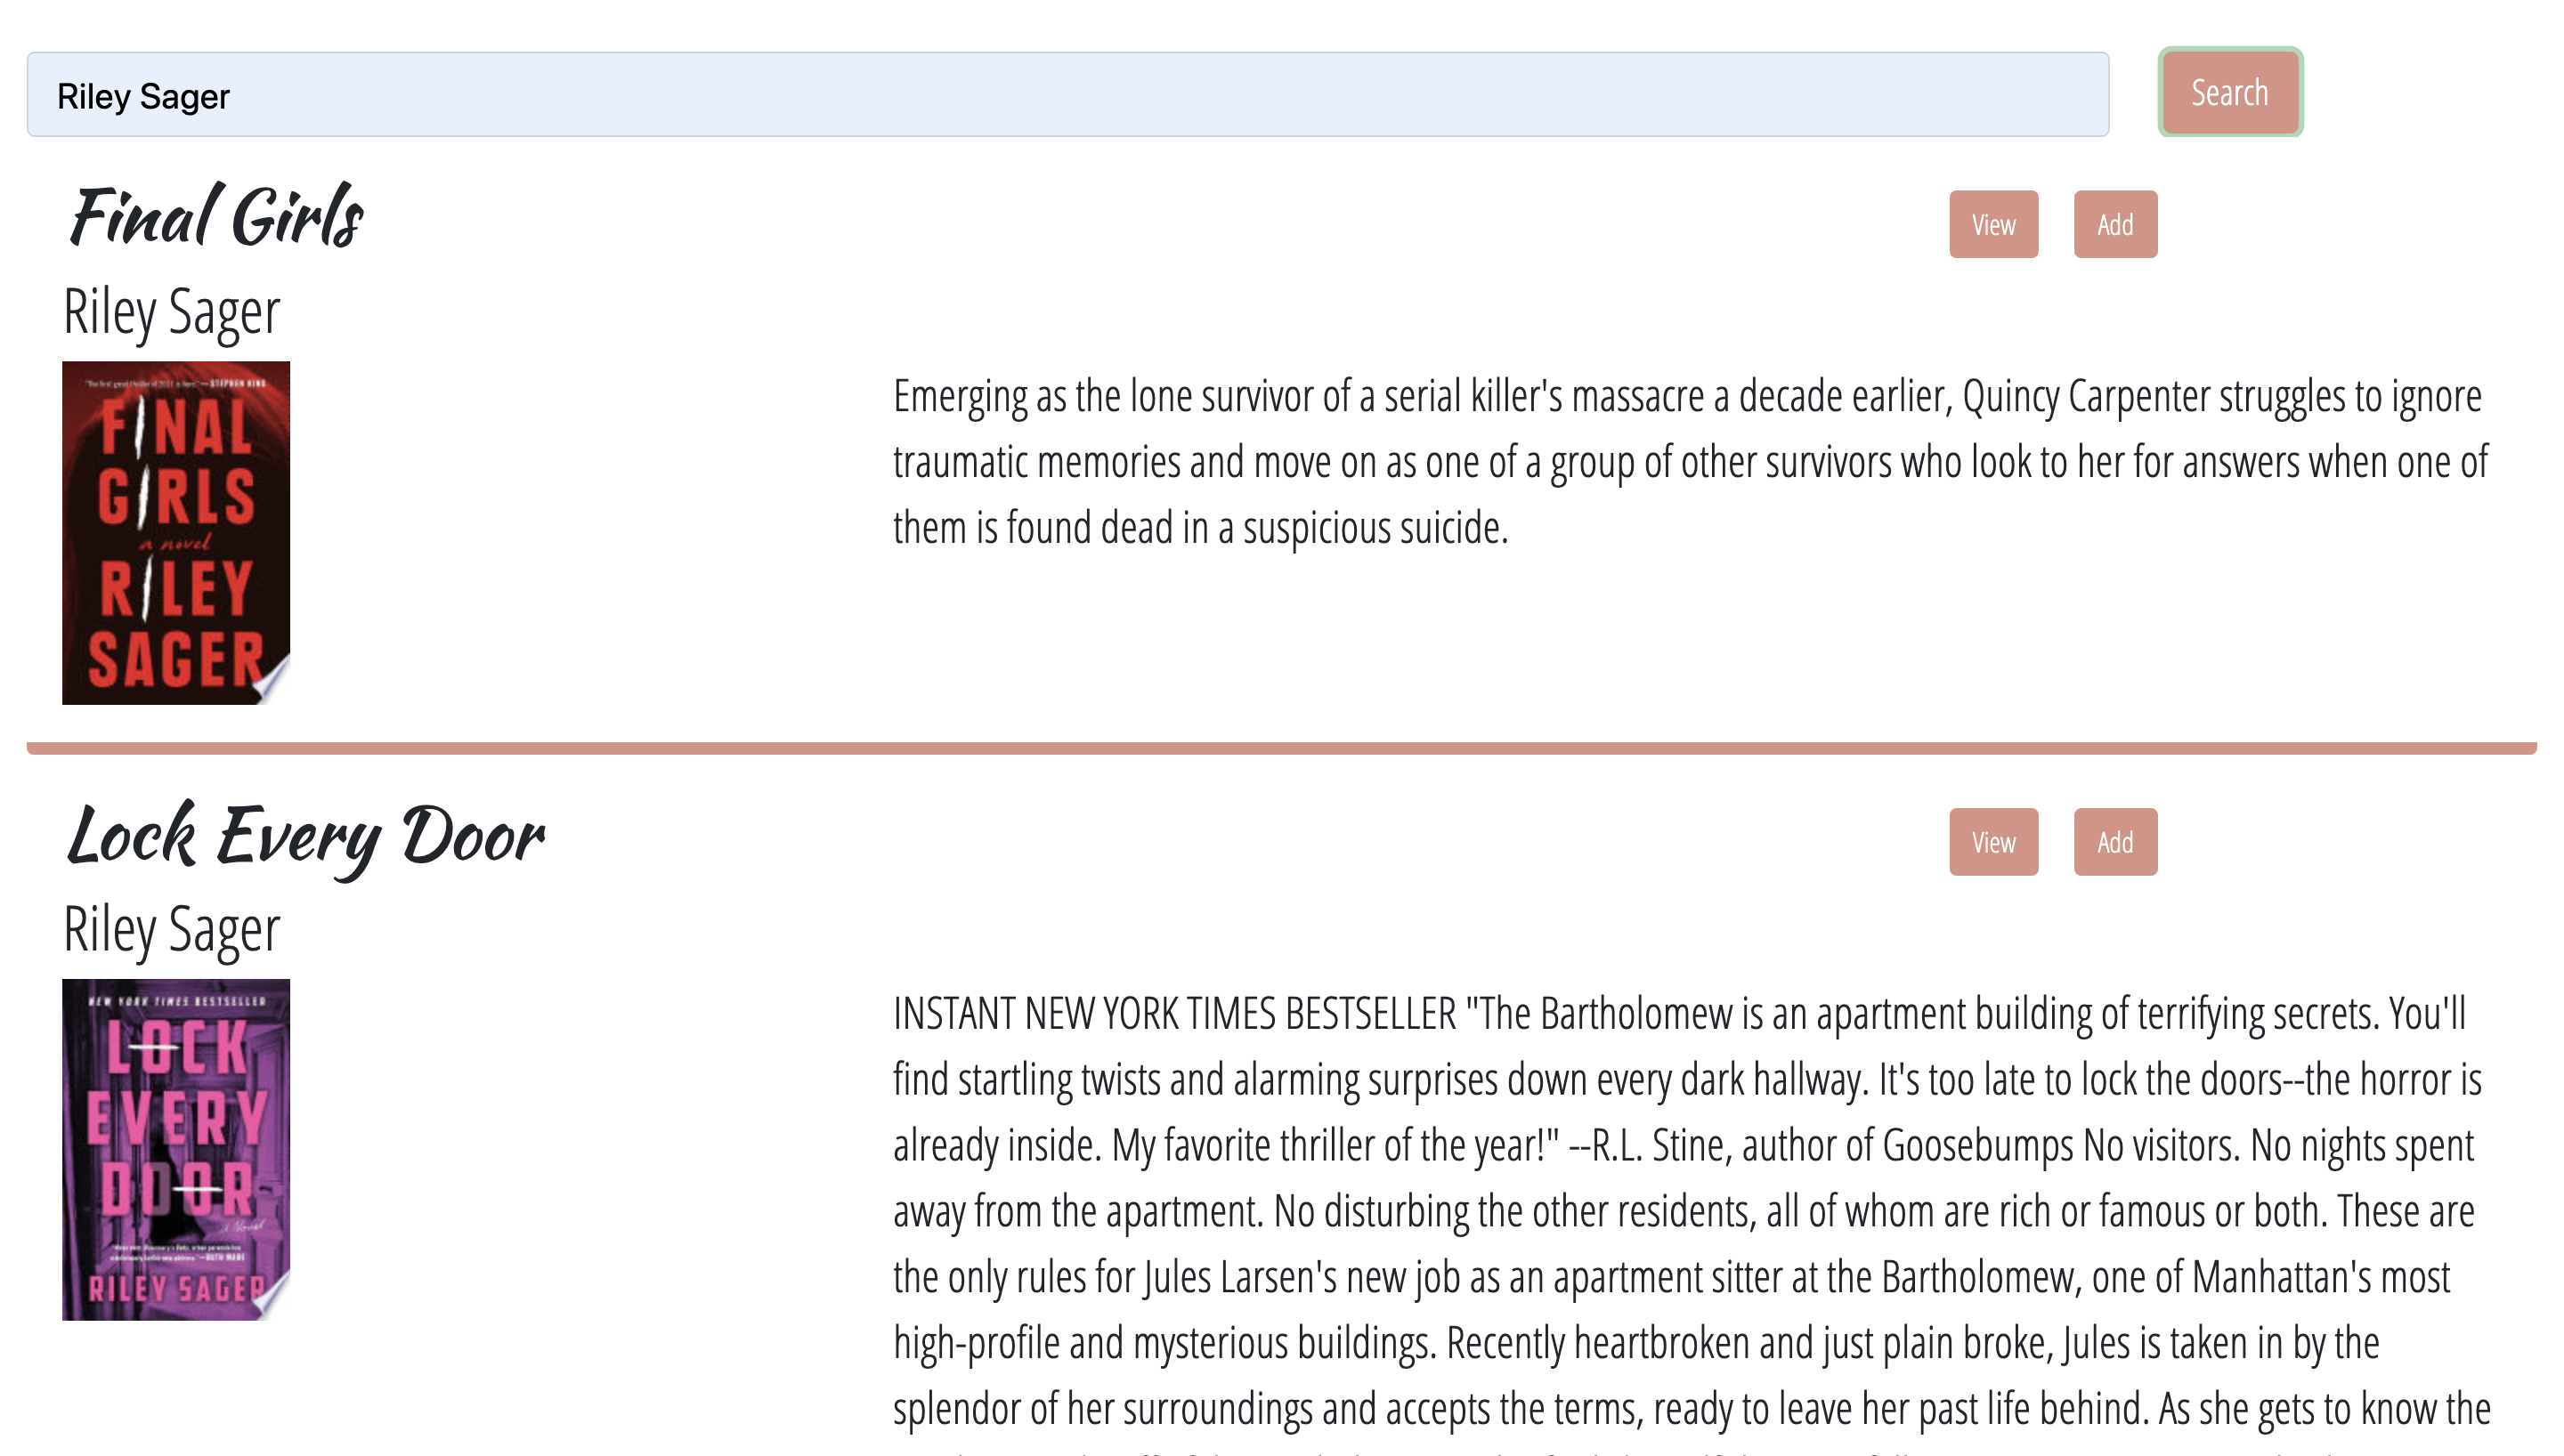 Riley Sager
Search
Final Girls
View
Add
Riley Sager
"The first great thriller of 2017 is here." —STEPHEN KING
FINAL
GIRLS
a novel
RILEY
SAGER
Emerging as the lone survivor of a serial killer's massacre a decade earlier, Quincy Carpenter struggles to ignore
traumatic memories and move on as one of a group of other survivors who look to her for answers when one of
them is found dead in a suspicious suicide.
Lock Every Door
View
Add
Riley Sager
NEW YORK TIMES BESTSELLER
LOCK
EVERY
DOOR
a Novel
RILEY SAGER
INSTANT NEW YORK TIMES BESTSELLER "The Bartholomew is an apartment building of terrifying secrets. You'll
find startling twists and alarming surprises down every dark hallway. It's too late to lock the doors--the horror is
already inside. My favorite thriller of the year!" --R.L. Stine, author of Goosebumps No visitors. No nights spent
away from the apartment. No disturbing the other residents, all of whom are rich or famous or both. These are
the only rules for Jules Larsen's new job as an apartment sitter at the Bartholomew, one of Manhattan's most
high-profile and mysterious buildings. Recently heartbroken and just plain broke, Jules is taken in by the
splendor of her surroundings and accepts the terms, ready to leave her past life behind. As she gets to know the